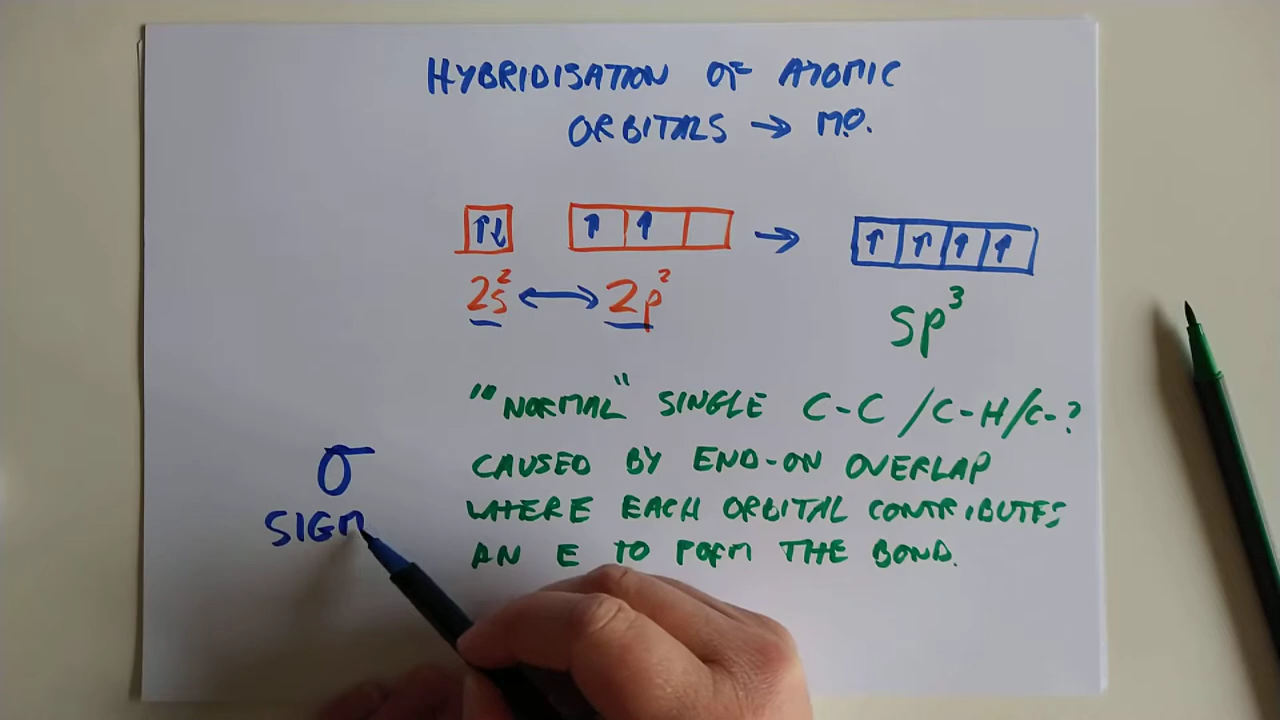 HYBRIDISATION OF ATOMIC
ORBITALS → M.O.
↑↓ ↑ ↑ → ↑ ↑ ↑ ↑
2s² ↔ 2p²
sp³
"NORMAL" SINGLE C-C /C-H/C-?
CAUSED BY END-ON OVERLAP
WHERE EACH ORBITAL CONTRIBUTES
AN E TO FORM THE BOND.
σ
SIGM